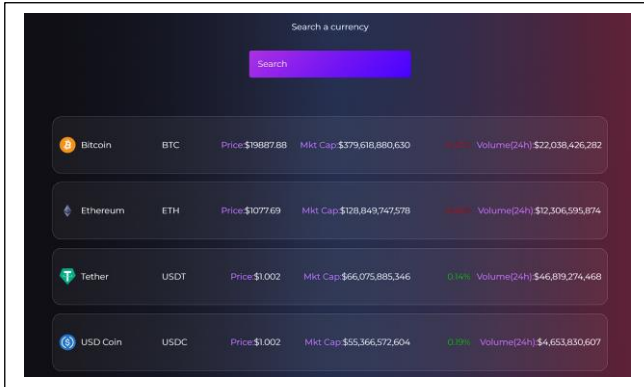 Search a currency
Search
Bitcoin BTC Price:$19887.88 Mkt Cap:$379,618,880,630 Volume(24h):$22,038,426,282
Ethereum ETH Price:$1077.69 Mkt Cap:$128,849,747,578 Volume(24h):$12,306,595,874
Tether USDT Price:$1.002 Mkt Cap:$66,075,885,346 0.14% Volume(24h):$46,819,274,468
USD Coin USDC Price:$1.002 Mkt Cap:$55,366,572,604 0.19% Volume(24h):$4,653,830,607